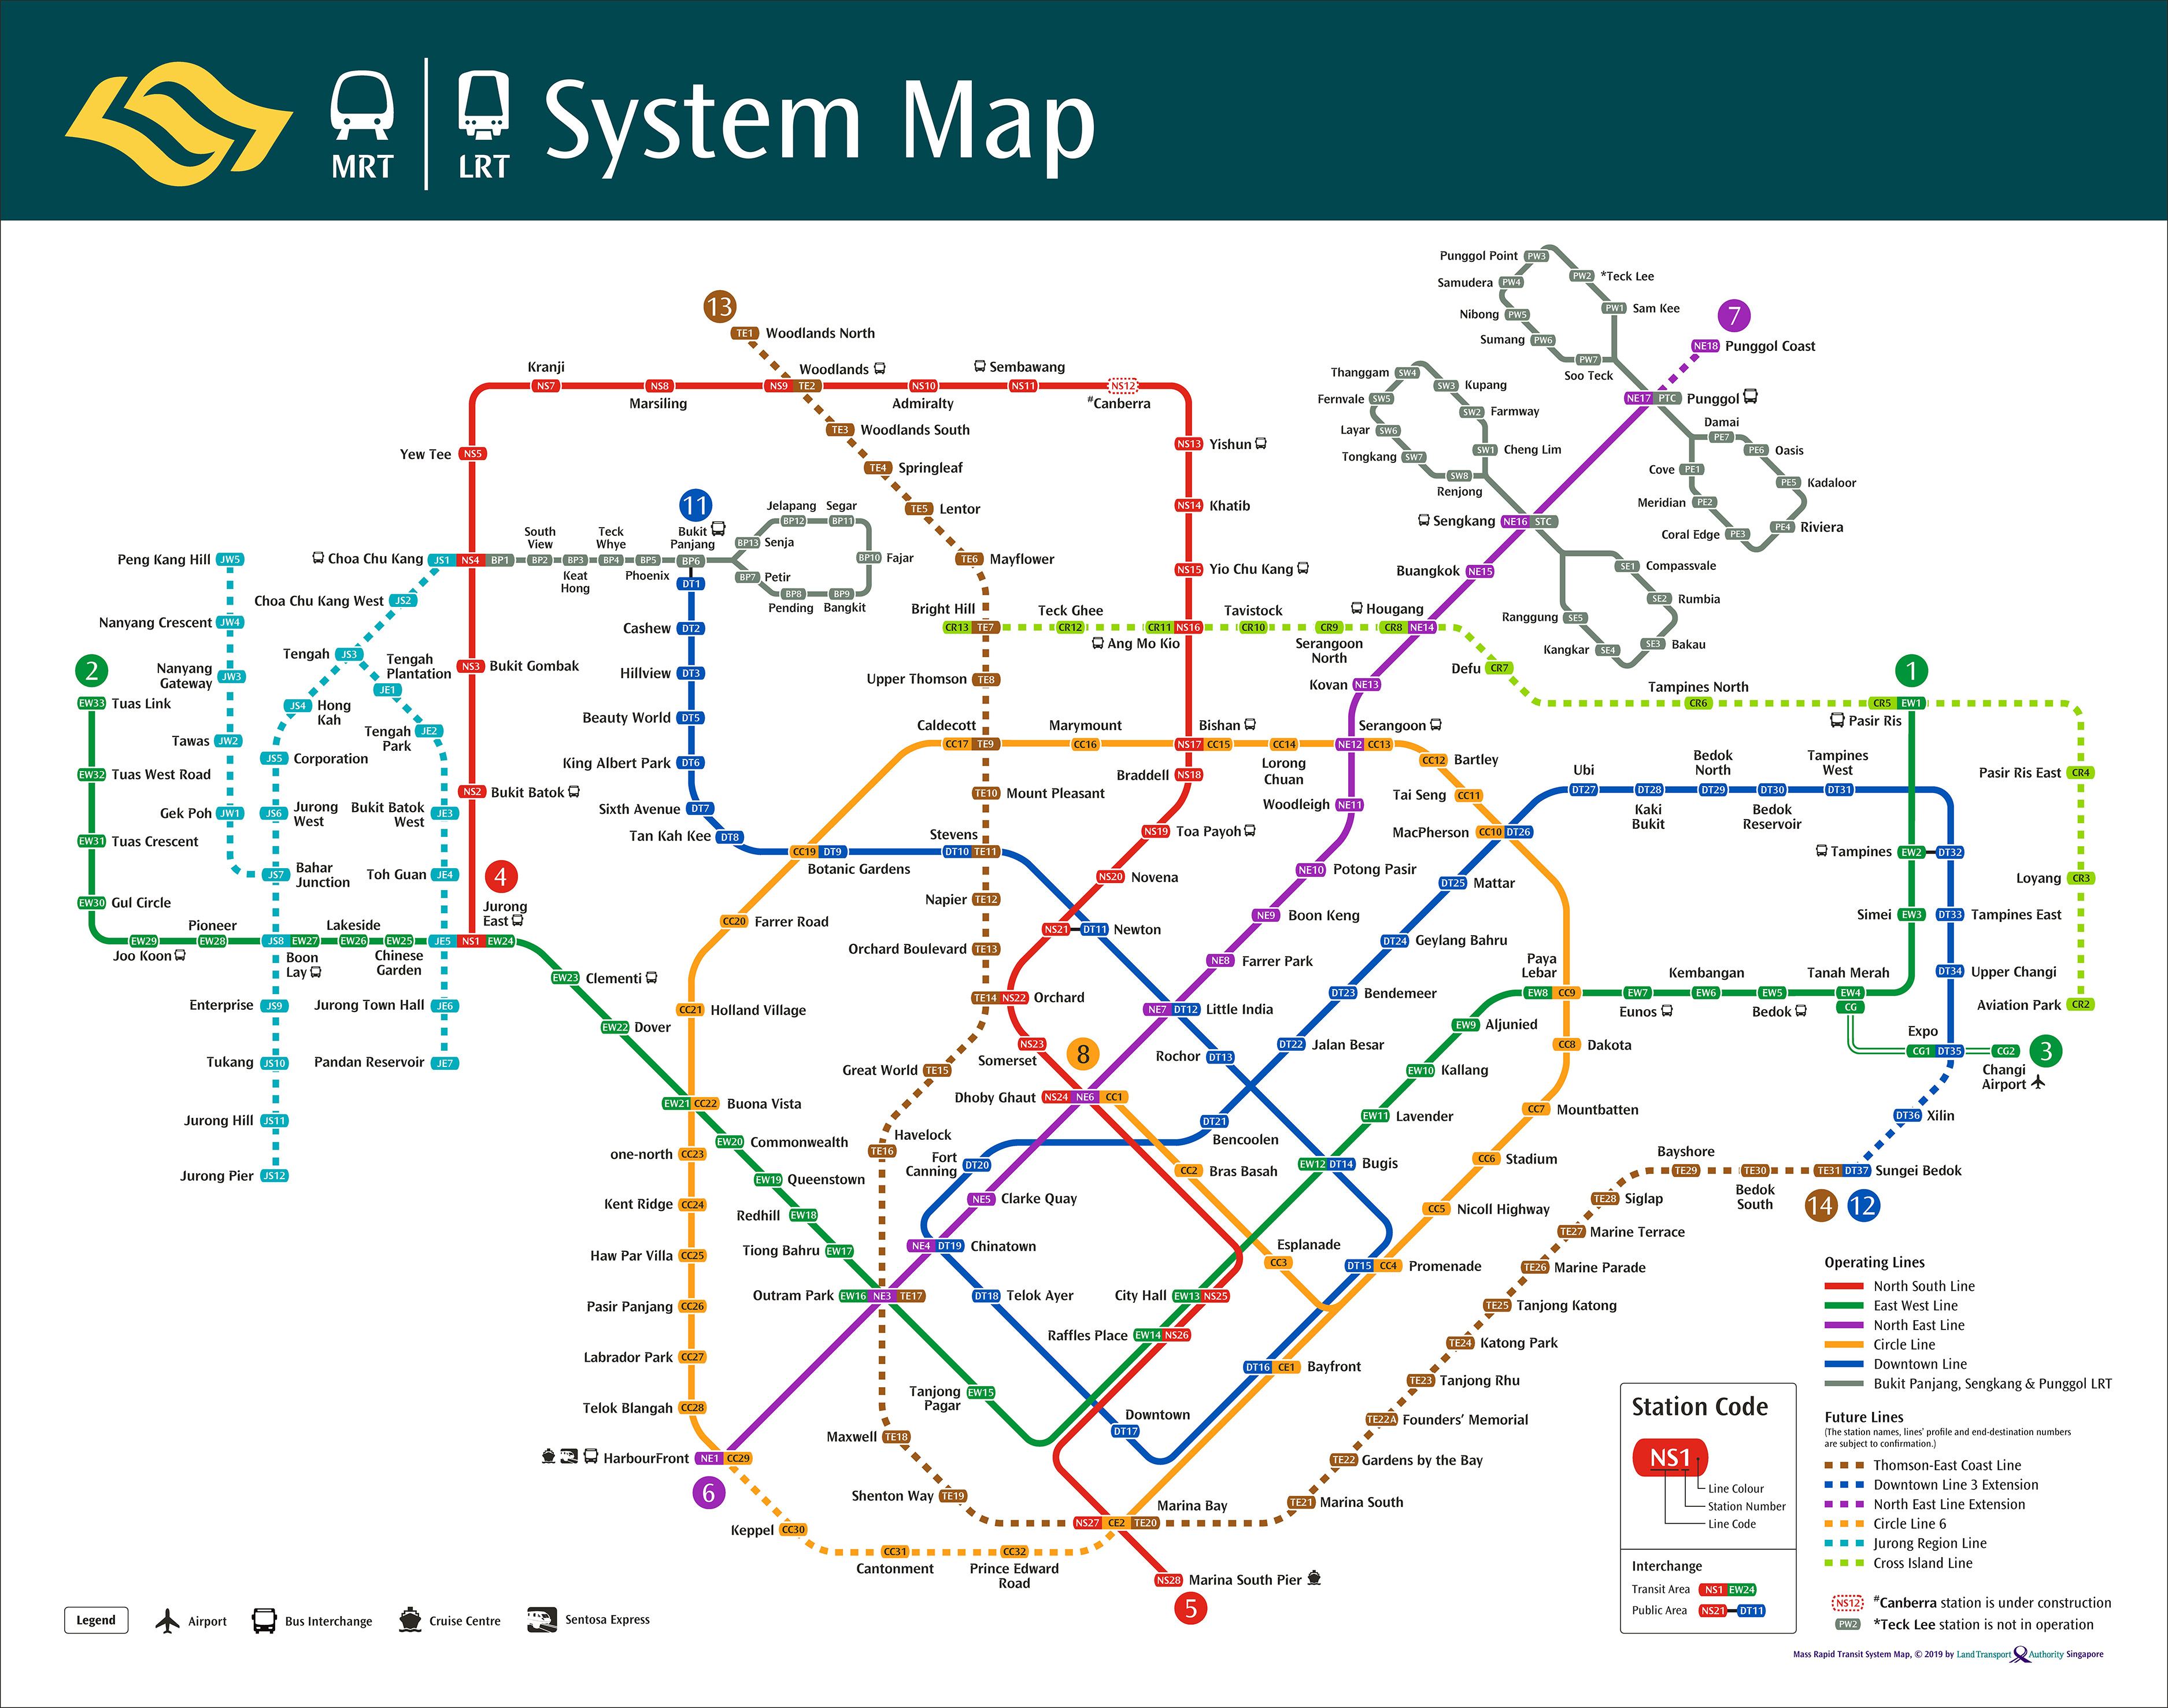 MRT
LRT
System Map
13
TE1
Woodlands North
Kranji
NS7
NS8
Marsiling
Woodlands
NS9 TE2
NS10
Admiralty
Sembawang
NS11
NS12
#Canberra
TE3
Woodlands South
TE4
Springleaf
TE5
Lentor
TE6
Mayflower
Yew Tee
NS5
NS13
Yishun
NS14
Khatib
NS15
Yio Chu Kang
Punggol Point
PW3
PW2
*Teck Lee
Samudera
PW4
PW1
Sam Kee
Nibong
PW5
Sumang
PW6
PW7
Soo Teck
7
NE18
Punggol Coast
NE17 PTC
Punggol
Thanggam
SW4
SW3
Kupang
Fernvale
SW5
SW2
Farmway
Layar
SW6
SW1
Cheng Lim
Tongkang
SW7
SW8
Renjong
Damai
PE7
PE6
Oasis
Cove
PE1
PE5
Kadaloor
Meridian
PE2
Coral Edge
PE3
PE4
Riviera
Sengkang
NE16 STC
Buangkok
NE15
SE1
Compassvale
SE2
Rumbia
Ranggung
SE5
SE3
Bakau
Kangkar
SE4
11
Bukit
Panjang
BP6
DT1
Jelapang
BP12
Segar
BP11
BP13
Senja
BP10
Fajar
BP7
Petir
BP8
Pending
BP9
Bangkit
Peng Kang Hill
JW5
Choa Chu Kang
JS1 NS4 BP1
South
View
BP2
BP3
Keat
Hong
Teck
Whye
BP4
BP5
Phoenix
Choa Chu Kang West
JS2
Nanyang Crescent
JW4
Cashew
DT2
Bright Hill
CR13 TE7
Teck Ghee
CR12
CR11 NS16
Ang Mo Kio
Tavistock
CR10
CR9
Serangoon
North
Hougang
CR8 NE14
Defu
CR7
Tengah
JS3
Tengah
Plantation
JE1
Nanyang
Gateway
JW3
NS3
Bukit Gombak
Hillview
DT3
Upper Thomson
TE8
Kovan
NE13
Tampines North
CR6
1
CR5 EW1
Pasir Ris
2
EW33
Tuas Link
JS4
Hong
Kah
Tengah
Park
JE2
Tawas
JW2
JS5
Corporation
Beauty World
DT5
King Albert Park
DT6
Caldecott
CC17 TE9
Marymount
CC16
Bishan
NS17 CC15
CC14
Lorong
Chuan
Serangoon
NE12 CC13
CC12
Bartley
EW32
Tuas West Road
Gek Poh
JW1
JS6
Jurong
West
Bukit Batok
West
JE3
NS2
Bukit Batok
Sixth Avenue
DT7
Tan Kah Kee
DT8
TE10
Mount Pleasant
Braddell
NS18
Woodleigh
NE11
Tai Seng
CC11
Ubi
DT27
DT28
Kaki
Bukit
Bedok
North
DT29
DT30
Bedok
Reservoir
Tampines
West
DT31
Pasir Ris East
CR4
EW31
Tuas Crescent
NS19
Toa Payoh
Stevens
DT10 TE11
CC19 DT9
Botanic Gardens
MacPherson
CC10 DT26
Tampines
EW2
DT32
JS7
Bahar
Junction
Toh Guan
JE4
4
NS20
Novena
NE10
Potong Pasir
DT25
Mattar
Loyang
CR3
EW30
Gul Circle
Pioneer
EW28
EW29
Joo Koon
JS8 EW27
Boon
Lay
Lakeside
EW26
EW25
Chinese
Garden
Jurong
East
JE5 NS1 EW24
CC20
Farrer Road
Napier
TE12
NS21
DT11
Newton
NE9
Boon Keng
DT24
Geylang Bahru
Simei
EW3
DT33
Tampines East
EW23
Clementi
Orchard Boulevard
TE13
NE8
Farrer Park
DT23
Bendemeer
Paya
Lebar
EW8 CC9
EW7
Eunos
Kembangan
EW6
EW5
Bedok
Tanah Merah
EW4
CG
DT34
Upper Changi
Aviation Park
CR2
Enterprise
JS9
Jurong Town Hall
JE6
CC21
Holland Village
TE14 NS22
Orchard
NE7 DT12
Little India
EW22
Dover
EW9
Aljunied
Expo
CG1 DT35
CG2
3
Changi
Airport
Tukang
JS10
Pandan Reservoir
JE7
NS23
Somerset
8
Rochor
DT13
DT22
Jalan Besar
CC8
Dakota
Great World
TE15
EW10
Kallang
Dhoby Ghaut
NS24 NE6 CC1
EW21 CC22
Buona Vista
Jurong Hill
JS11
EW11
Lavender
CC7
Mountbatten
DT36
Xilin
DT21
Bencoolen
EW20
Commonwealth
Havelock
TE16
one-north
CC23
Fort
Canning
DT20
CC2
Bras Basah
EW12 DT14
Bugis
CC6
Stadium
Bayshore
TE29
TE30
Bedok
South
TE31 DT37
Sungei Bedok
14
12
Jurong Pier
JS12
EW19
Queenstown
Kent Ridge
CC24
Redhill
EW18
NE5
Clarke Quay
CC5
Nicoll Highway
TE28
Siglap
Haw Par Villa
CC25
Tiong Bahru
EW17
NE4 DT19
Chinatown
Esplanade
CC3
DT15 CC4
Promenade
TE27
Marine Terrace
TE26
Marine Parade
Pasir Panjang
CC26
Outram Park
EW16 NE3 TE17
DT18
Telok Ayer
City Hall
EW13 NS25
TE25
Tanjong Katong
Raffles Place
EW14 NS26
TE24
Katong Park
Labrador Park
CC27
DT16 CE1
Bayfront
TE23
Tanjong Rhu
Tanjong
Pagar
EW15
Telok Blangah
CC28
Downtown
DT17
TE22A
Founders' Memorial
Maxwell
TE18
HarbourFront
NE1 CC29
6
TE22
Gardens by the Bay
Shenton Way
TE19
Marina Bay
NS27 CE2 TE20
TE21
Marina South
Keppel
CC30
CC31
Cantonment
CC32
Prince Edward
Road
NS28
Marina South Pier
5
Operating Lines
North South Line
East West Line
North East Line
Circle Line
Downtown Line
Bukit Panjang, Sengkang & Punggol LRT
Future Lines
(The station names, lines' profile and end-destination numbers
are subject to confirmation.)
Thomson-East Coast Line
Downtown Line 3 Extension
North East Line Extension
Circle Line 6
Jurong Region Line
Cross Island Line
NS12
#Canberra station is under construction
PW2
*Teck Lee station is not in operation
Station Code
NS1
Line Colour
Station Number
Line Code
Interchange
Transit Area
NS1 EW24
Public Area
NS21 DT11
Legend
Airport
Bus Interchange
Cruise Centre
Sentosa Express
Mass Rapid Transit System Map, © 2019 by Land Transport Authority Singapore